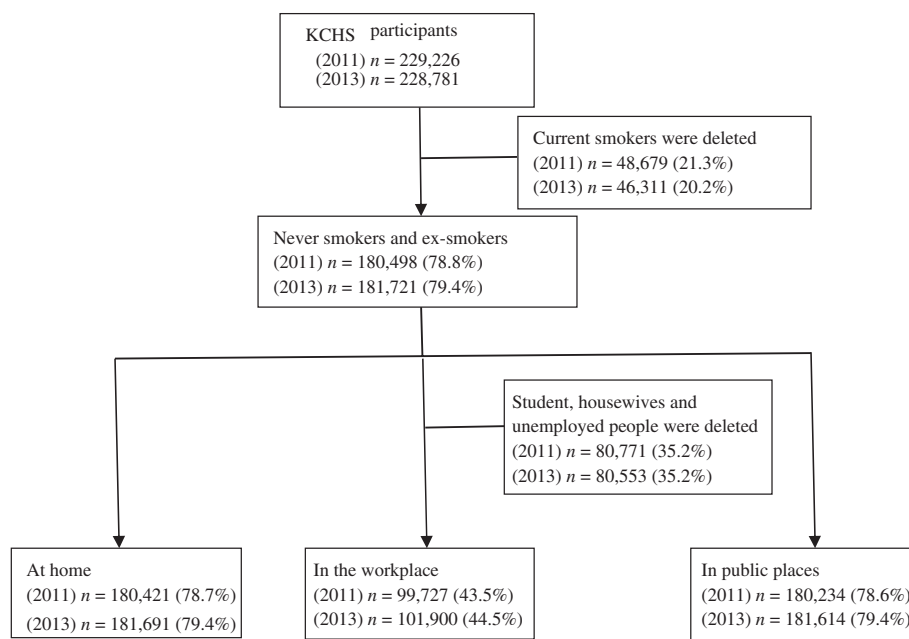 KCHS participants
(2011) n = 229,226
(2013) n = 228,781
Current smokers were deleted
(2011) n = 48,679 (21.3%)
(2013) n = 46,311 (20.2%)
Never smokers and ex-smokers
(2011) n = 180,498 (78.8%)
(2013) n = 181,721 (79.4%)
Student, housewives and
unemployed people were deleted
(2011) n = 80,771 (35.2%)
(2013) n = 80,553 (35.2%)
At home
(2011) n = 180,421 (78.7%)
(2013) n = 181,691 (79.4%)
In the workplace
(2011) n = 99,727 (43.5%)
(2013) n = 101,900 (44.5%)
In public places
(2011) n = 180,234 (78.6%)
(2013) n = 181,614 (79.4%)